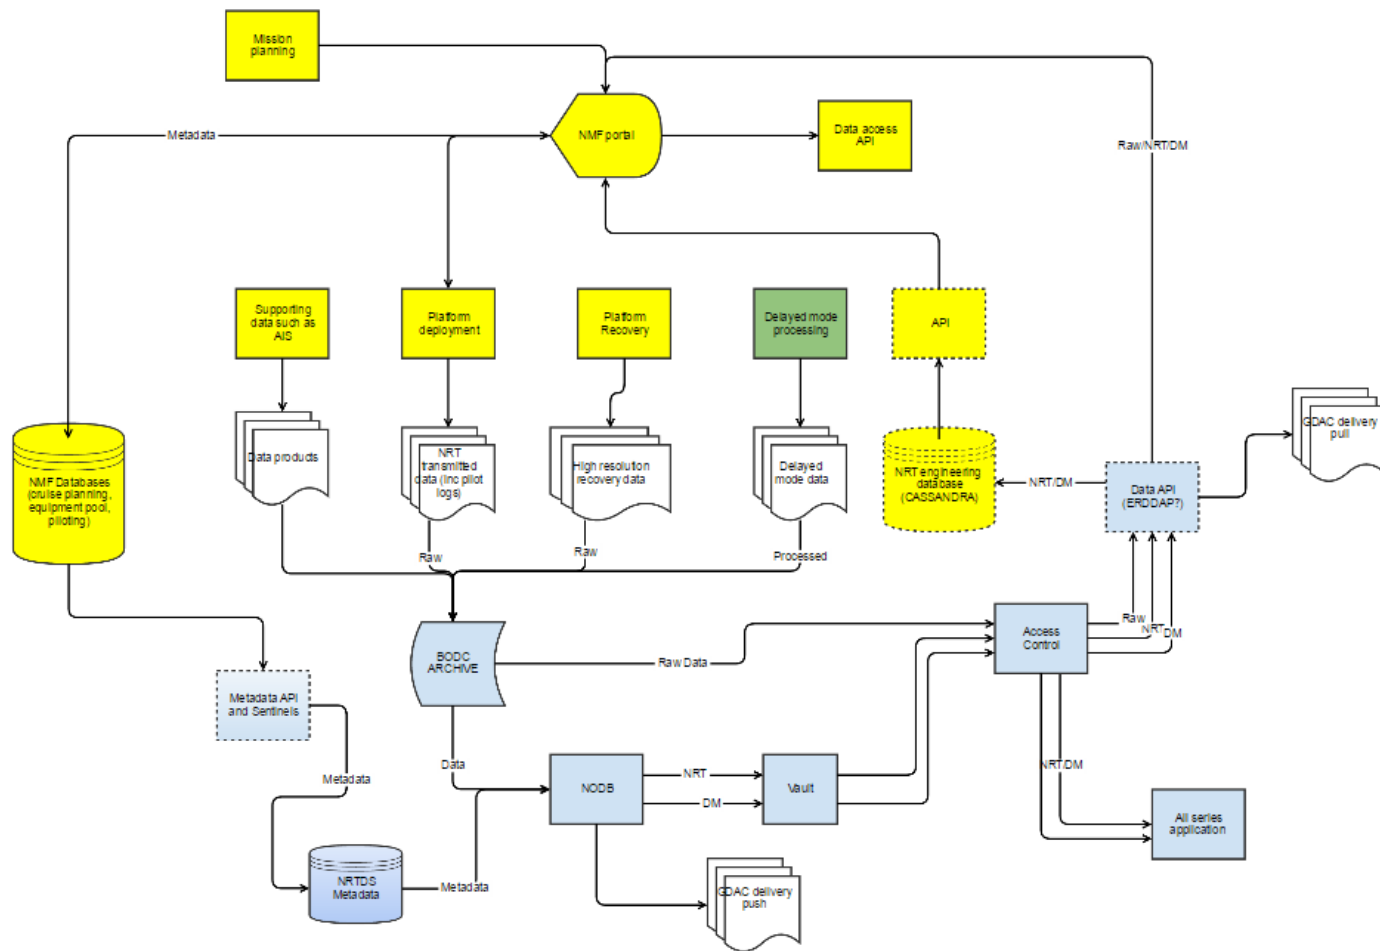 Mission
planning
Metadata
NMF portal
Data access
API
Raw/NRT/DM
Supporting
data such as
AIS
Platform
deployment
Platform
Recovery
Delayed mode
processing
API
Data products
NRT
transmitted
data (inc pilot
logs)
High resolution
recovery data
Delayed
mode data
NRT engineering
database
(CASSANDRA)
NRT/DM
Data API
(ERDDAP?)
GDAC delivery
pull
NMF Databases
(cruise planning,
equipment pool,
piloting)
Raw
Raw
Processed
BODC
ARCHIVE
Raw Data
Access
Control
Raw
NRT
DM
Metadata API
and Sentinels
Metadata
Data
NODB
NRT
DM
Vault
NRT/DM
All series
application
NRTDS
Metadata
Metadata
GDAC delivery
push